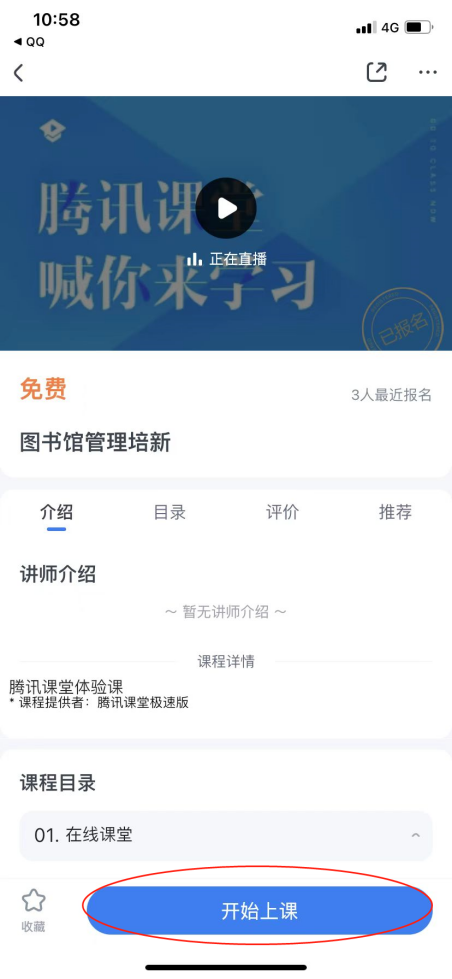 10:58
4G
◀ QQ
腾讯课堂
喊你来学习
GO TO CLASS NOW
正在直播
已报名
免费
3人最近报名
图书馆管理培新
介绍
目录
评价
推荐
讲师介绍
～ 暂无讲师介绍 ～
课程详情
腾讯课堂体验课
* 课程提供者：腾讯课堂极速版
课程目录
01. 在线课堂
收藏
开始上课